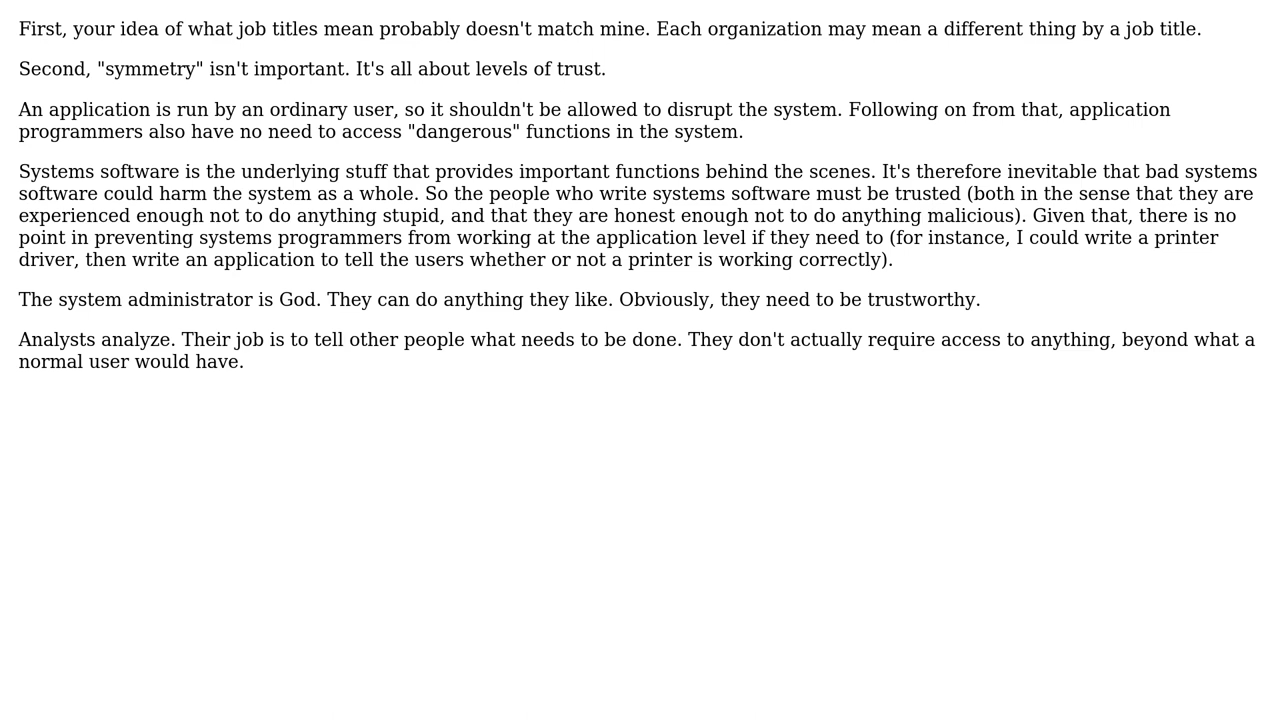 First, your idea of what job titles mean probably doesn't match mine. Each organization may mean a different thing by a job title.
Second, "symmetry" isn't important. It's all about levels of trust.
An application is run by an ordinary user, so it shouldn't be allowed to disrupt the system. Following on from that, application
programmers also have no need to access "dangerous" functions in the system.
Systems software is the underlying stuff that provides important functions behind the scenes. It's therefore inevitable that bad systems
software could harm the system as a whole. So the people who write systems software must be trusted (both in the sense that they are
experienced enough not to do anything stupid, and that they are honest enough not to do anything malicious). Given that, there is no
point in preventing systems programmers from working at the application level if they need to (for instance, I could write a printer
driver, then write an application to tell the users whether or not a printer is working correctly).
The system administrator is God. They can do anything they like. Obviously, they need to be trustworthy.
Analysts analyze. Their job is to tell other people what needs to be done. They don't actually require access to anything, beyond what a
normal user would have.